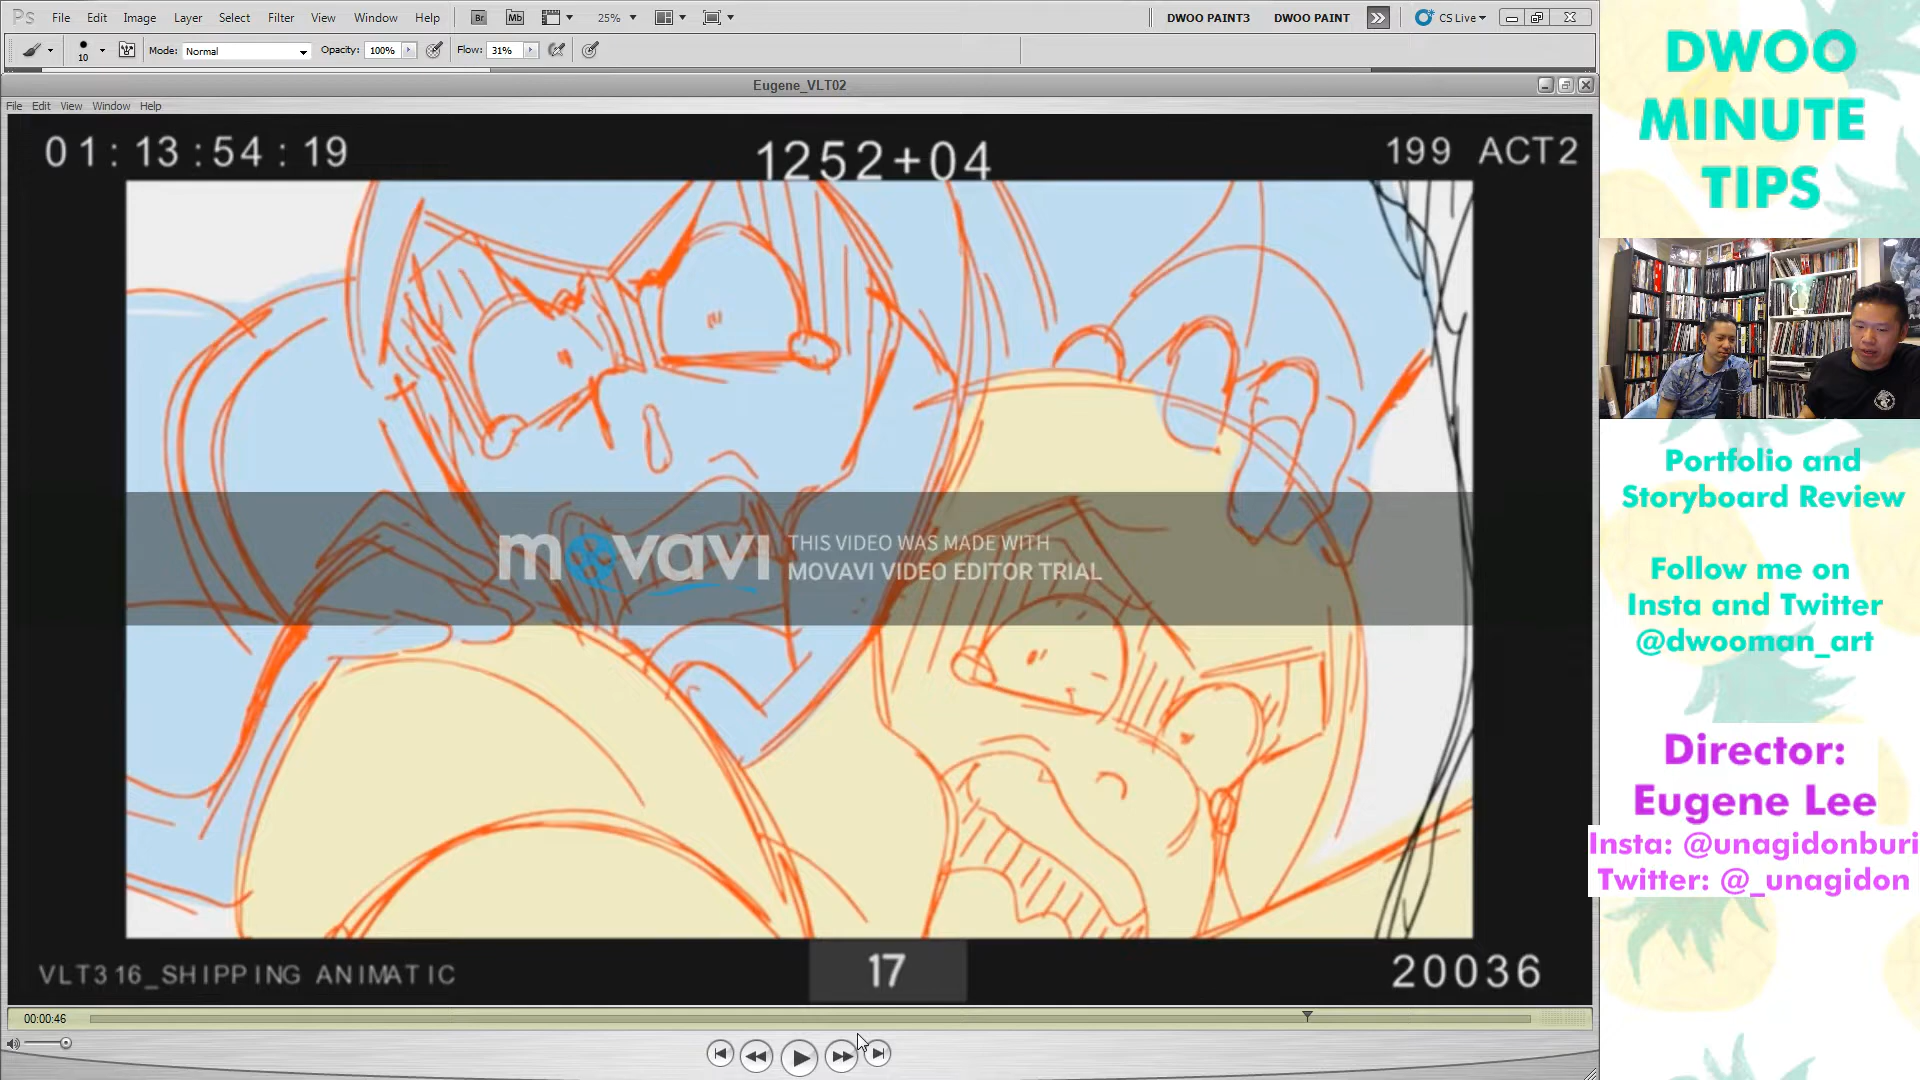 Ps File Edit Image Layer Select Filter View Window Help Br Mb 25% DWOO PAINT3 DWOO PAINT CS Live
10 Mode: Normal Opacity: 100% Flow: 31%
Eugene_VLT02
File Edit View Window Help
01:13:54:19 1252+04 199 ACT2
movavi THIS VIDEO WAS MADE WITH
MOVAVI VIDEO EDITOR TRIAL
VLT316_SHIPPING ANIMATIC 17 20036
00:00:46
DWOO
MINUTE
TIPS
Portfolio and
Storyboard Review
Follow me on
Insta and Twitter
@dwooman_art
Director:
Eugene Lee
Insta: @unagidonburi
Twitter: @_unagidon